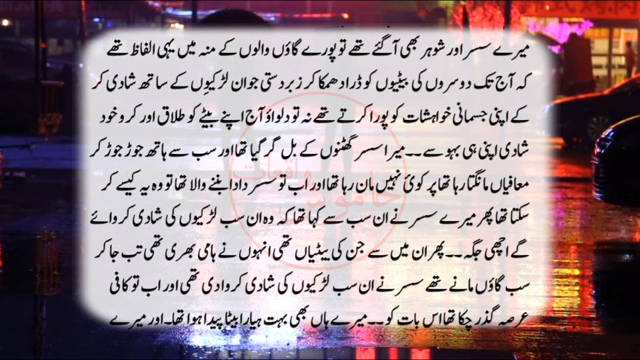 میرے سسر اور شوہر بھی آ گئے تھے تو پورے گاؤں والوں کے منہ میں یہی الفاظ تھے
کہ آج تک دوسروں کی بیٹیوں کو ڈرا دھمکا کر زبردستی جوان لڑکیوں کے ساتھ شادی کر
کے اپنی جسمانی خواہشات کو پورا کرتے تھے نہ تو دلواؤ آج اپنے بیٹے کو طلاق اور کرو خود
شادی اپنی ہی بہو سے۔۔میرا سسر گھٹنوں کے بل گر گیا تھا اور سب سے ہاتھ جوڑ جوڑ کر
معافیاں مانگتا رہا تھا پر کوئی نہیں مان رہا تھا اور اب تو سسر دادا بننے والا تھا تو وہ یہ کیسے کر
سکتا تھا پھر میرے سسر نے ان سب سے کہا تھا کہ وہ ان سب لڑکیوں کی شادی کروائے
گے اچھی جگہ۔۔پھر ان میں سے جن کی بیٹیاں تھی انہوں نے ہامی بھری تھی تب جا کر
سب گاؤں مانے تھے سسر نے ان سب لڑکیوں کی شادی کروا دی تھی اور اب تو کافی
عرصہ گذر چکا تھا اس بات کو۔۔میرے ہاں بھی بہت پیارا بیٹا پیدا ہوا تھا۔اور میرے